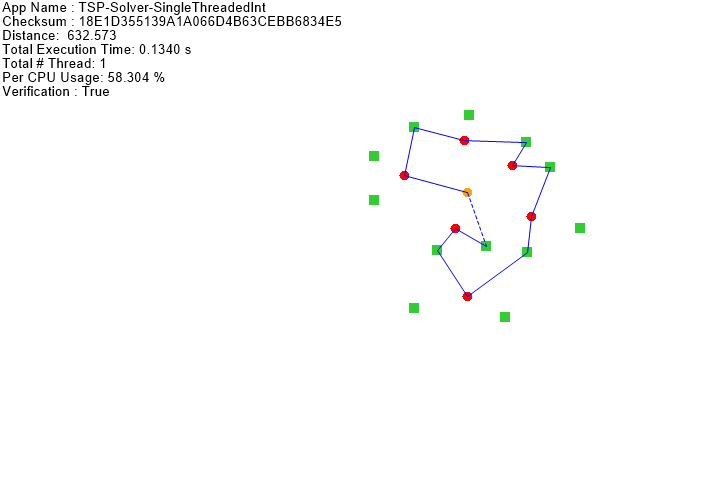 App Name : TSP-Solver-SingleThreadedInt
Checksum : 18E1D355139A1A066D4B63CEBB6834E5
Distance:  632.573
Total Execution Time: 0.1340 s
Total # Thread: 1
Per CPU Usage: 58.304 %
Verification : True